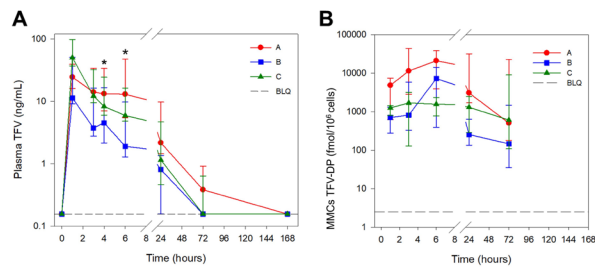 A
B
100
10
1
0.1
Plasma TFV (ng/mL)
* *
A
B
C
BLQ
0 2 4 6 8 24 48 72 96 120 144 168
Time (hours)
1000000
100000
10000
1000
100
10
1
MMCs TFV-DP (fmol/10⁶ cells)
A
B
C
BLQ
0 2 4 6 8 24 48 72 96 120 144 168
Time (hours)